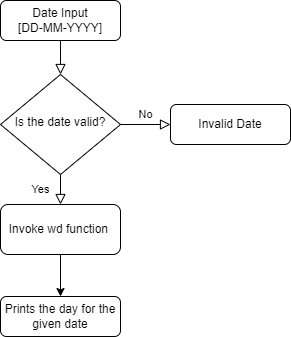 Date Input
[DD-MM-YYYY]
Is the date valid?
No
Invalid Date
Yes
Invoke wd function
Prints the day for the
given date